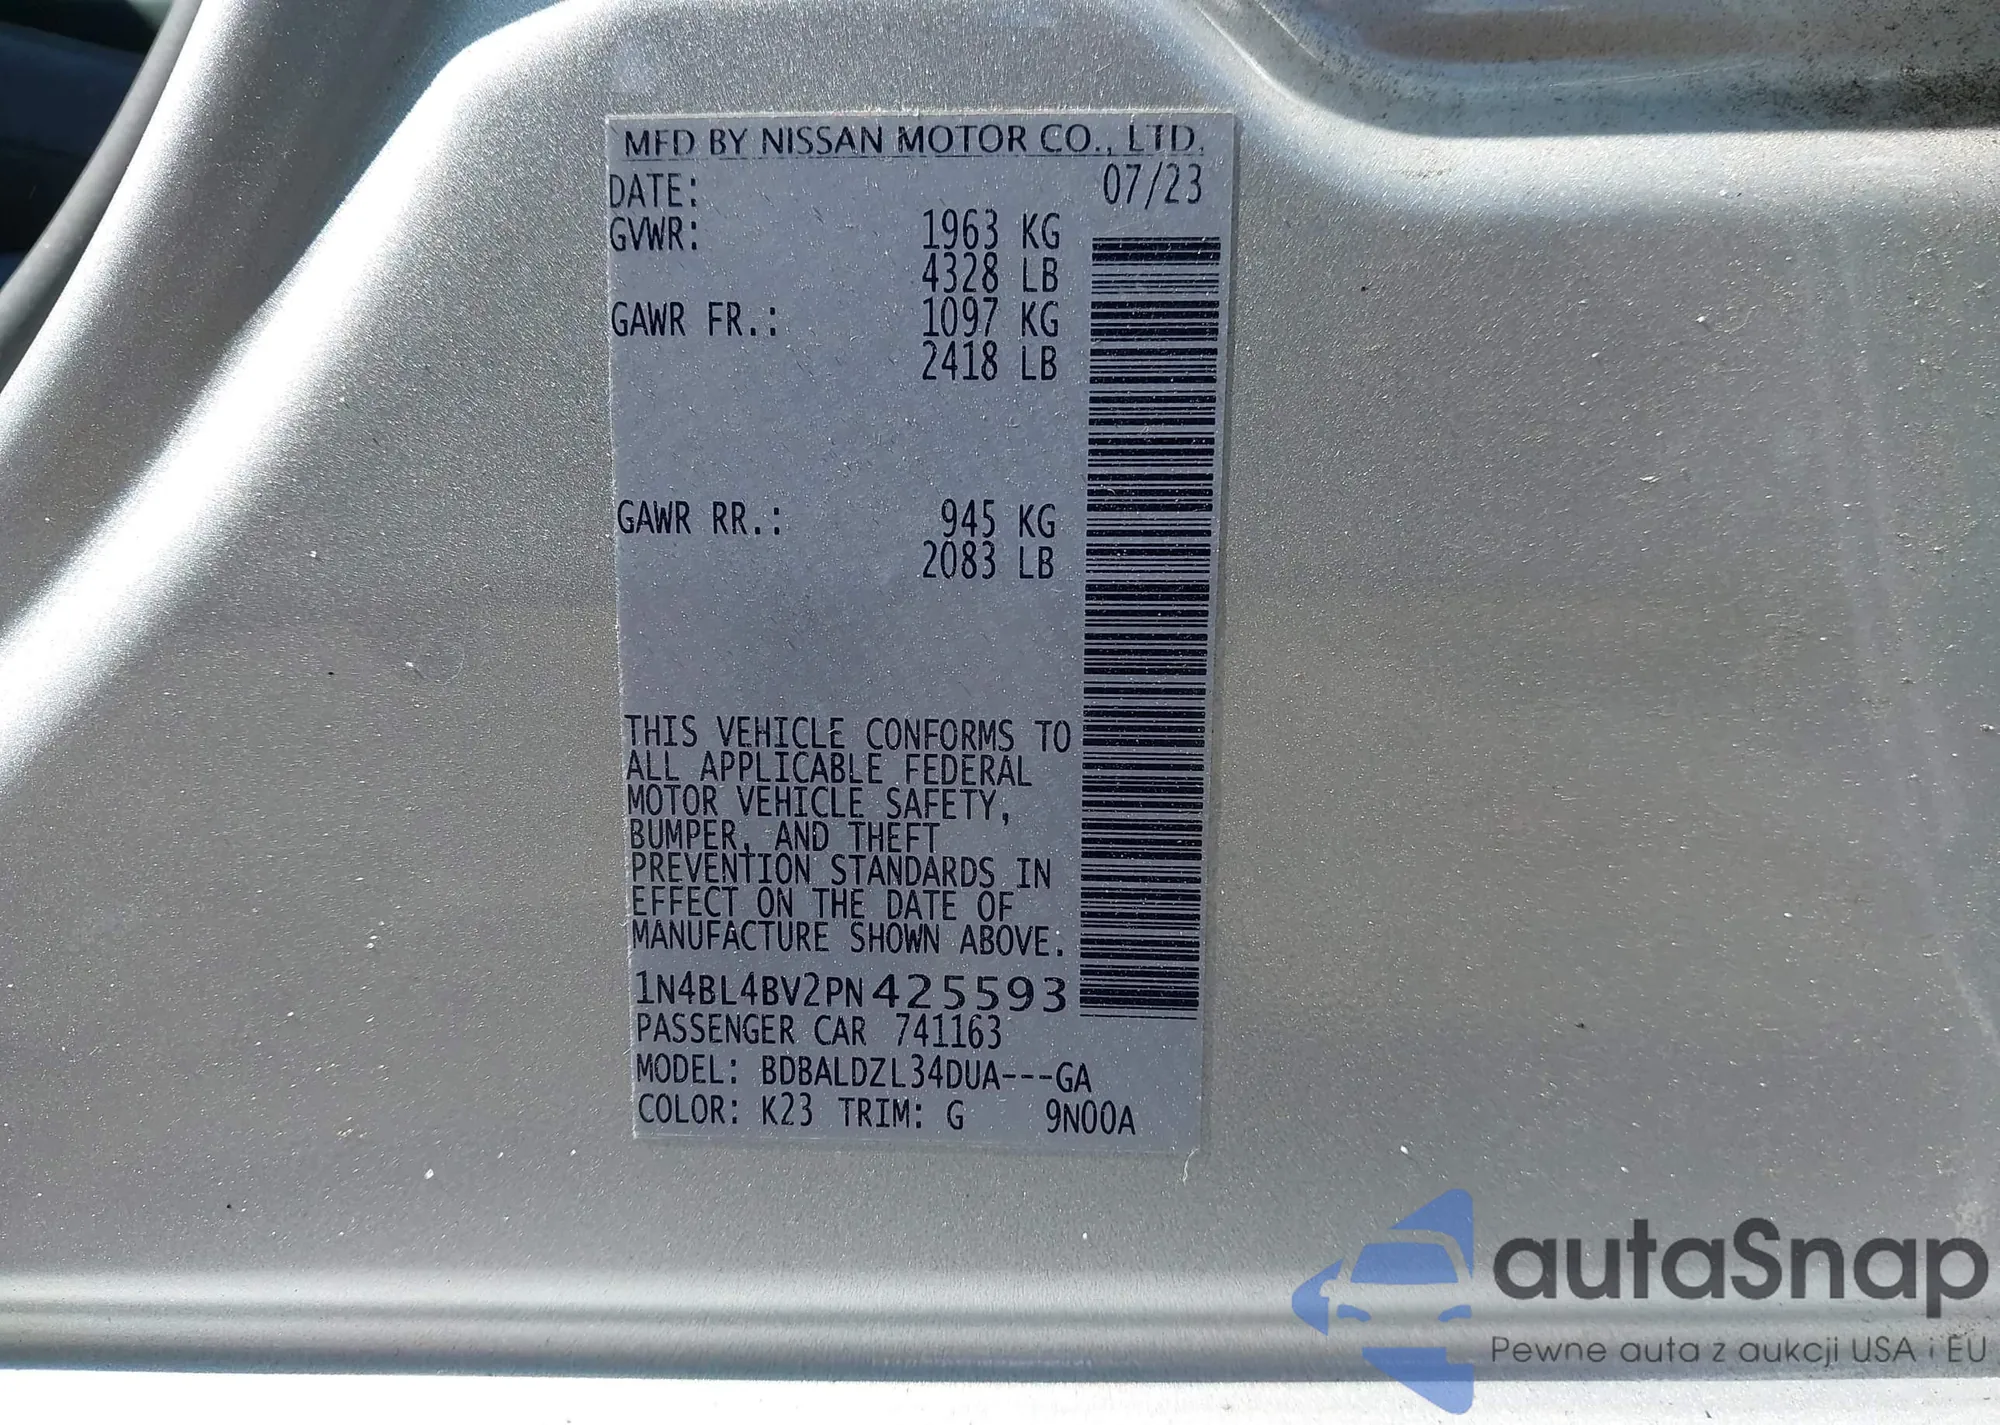 MFD BY NISSAN MOTOR CO., LTD.
DATE: 07/23
GVWR: 1963 KG
4328 LB
GAWR FR.: 1097 KG
2418 LB
GAWR RR.: 945 KG
2083 LB
THIS VEHICLE CONFORMS TO
ALL APPLICABLE FEDERAL
MOTOR VEHICLE SAFETY,
BUMPER, AND THEFT
PREVENTION STANDARDS IN
EFFECT ON THE DATE OF
MANUFACTURE SHOWN ABOVE.
1N4BL4BV2PN425593
PASSENGER CAR 741163
MODEL: BDBALDZL34DUA---GA
COLOR: K23 TRIM: G 9N00A
autaSnap
Pewne auta z aukcji USA i EU